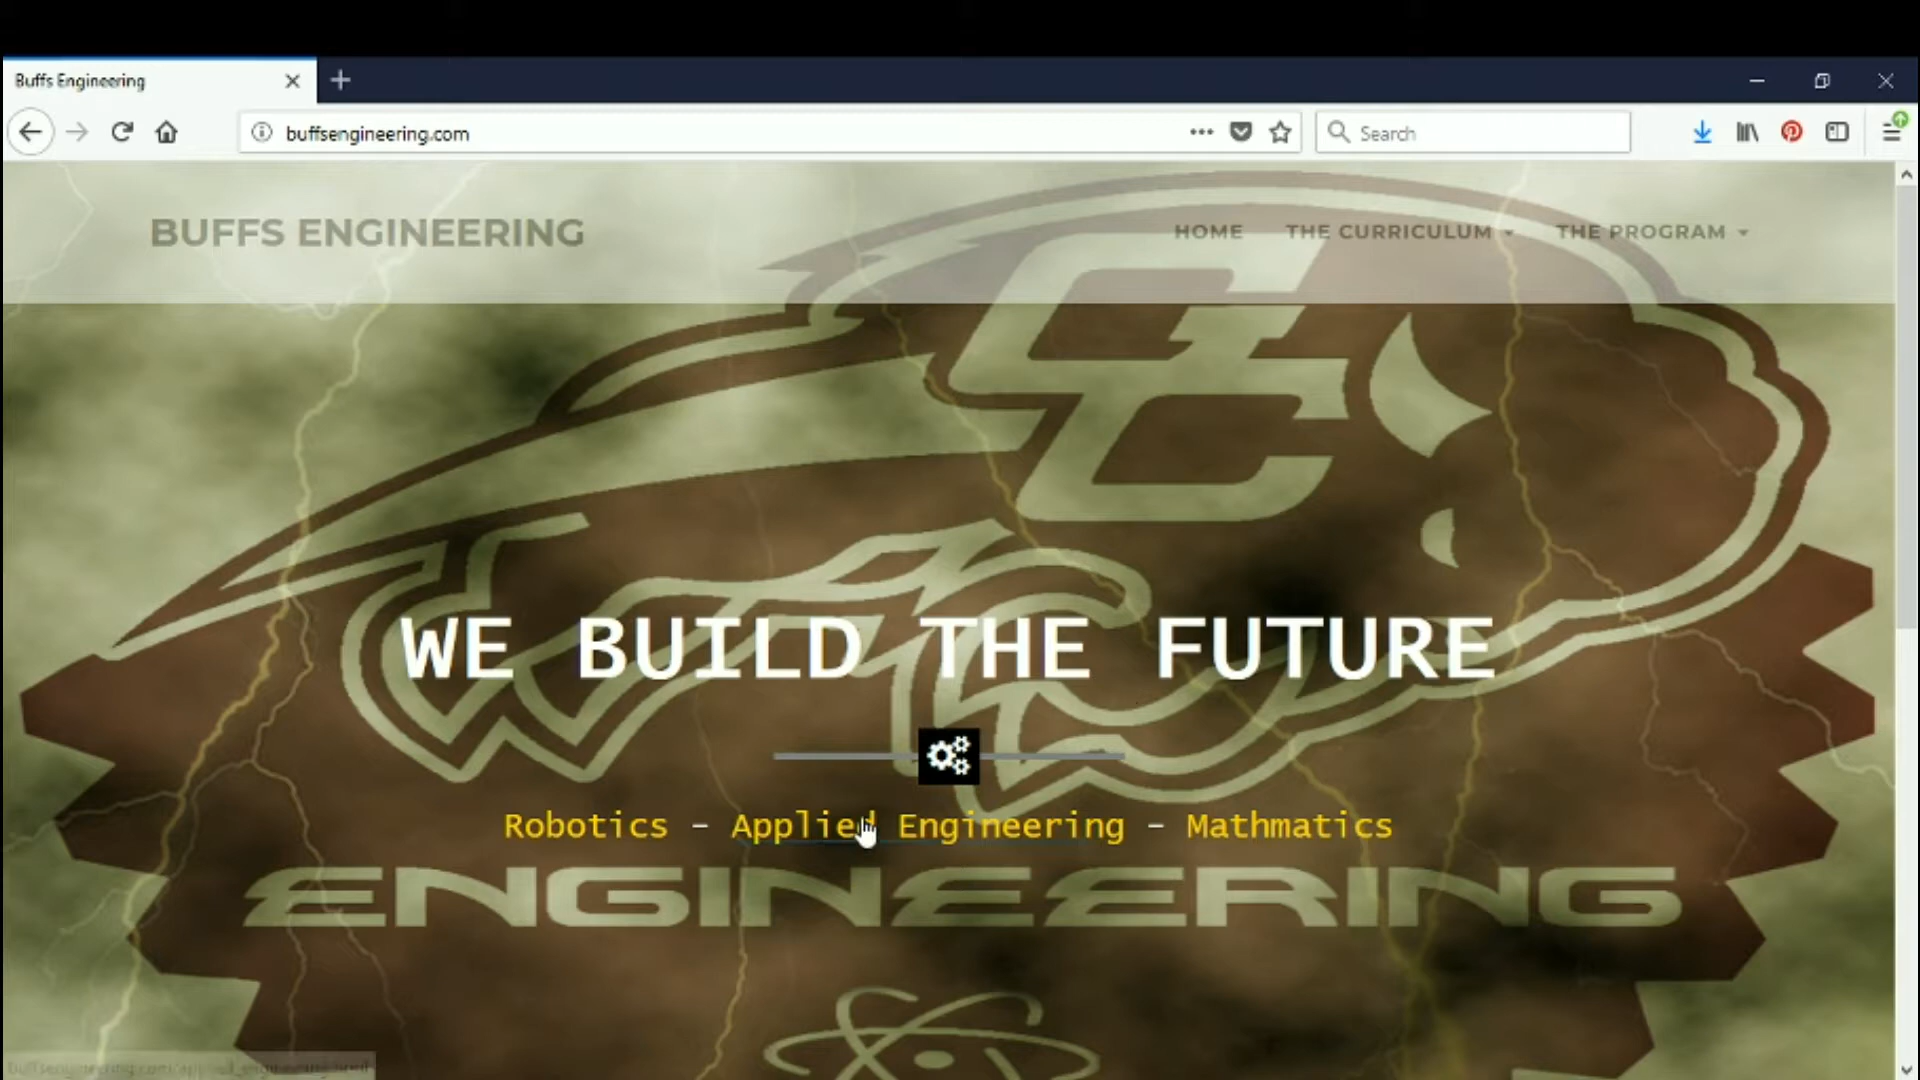 Buffs Engineering
buffsengineering.com
Search
BUFFS ENGINEERING
HOME THE CURRICULUM THE PROGRAM
CC
WE BUILD THE FUTURE
Robotics - Applied Engineering - Mathmatics
ENGINEERING